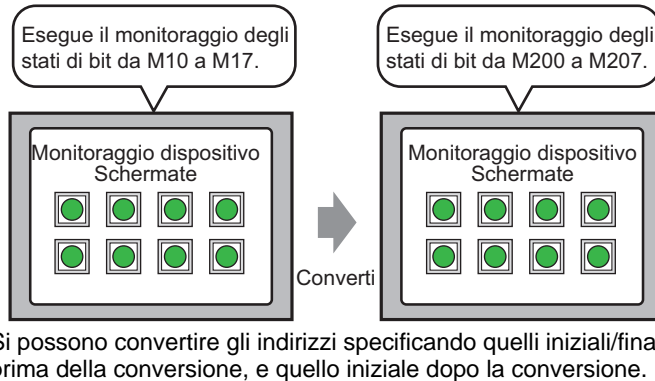 Esegue il monitoraggio degli
stati di bit da M10 a M17.
Esegue il monitoraggio degli
stati di bit da M200 a M207.
Monitoraggio dispositivo
Schermate
Converti
Monitoraggio dispositivo
Schermate
Si possono convertire gli indirizzi specificando quelli
prima della conversione, e quello iniziale dopo la conversione.